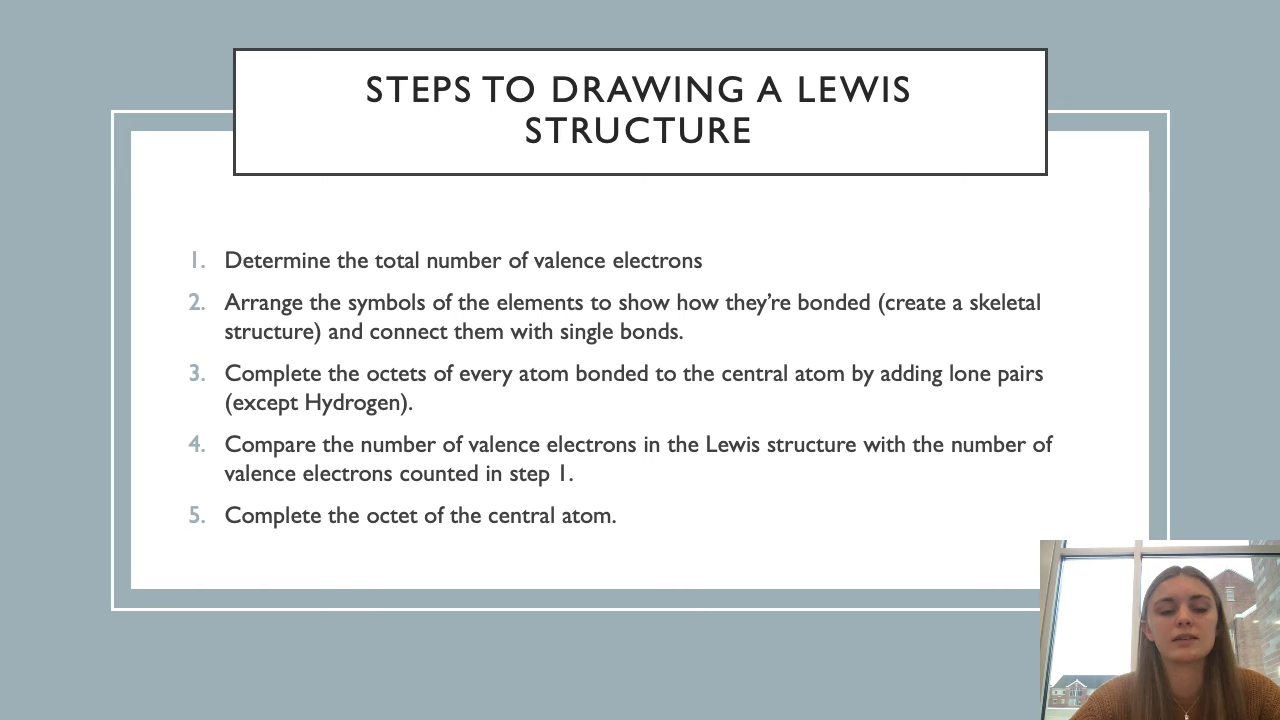 STEPS TO DRAWING A LEWIS
STRUCTURE
1. Determine the total number of valence electrons
2. Arrange the symbols of the elements to show how they’re bonded (create a skeletal
structure) and connect them with single bonds.
3. Complete the octets of every atom bonded to the central atom by adding lone pairs
(except Hydrogen).
4. Compare the number of valence electrons in the Lewis structure with the number of
valence electrons counted in step 1.
5. Complete the octet of the central atom.